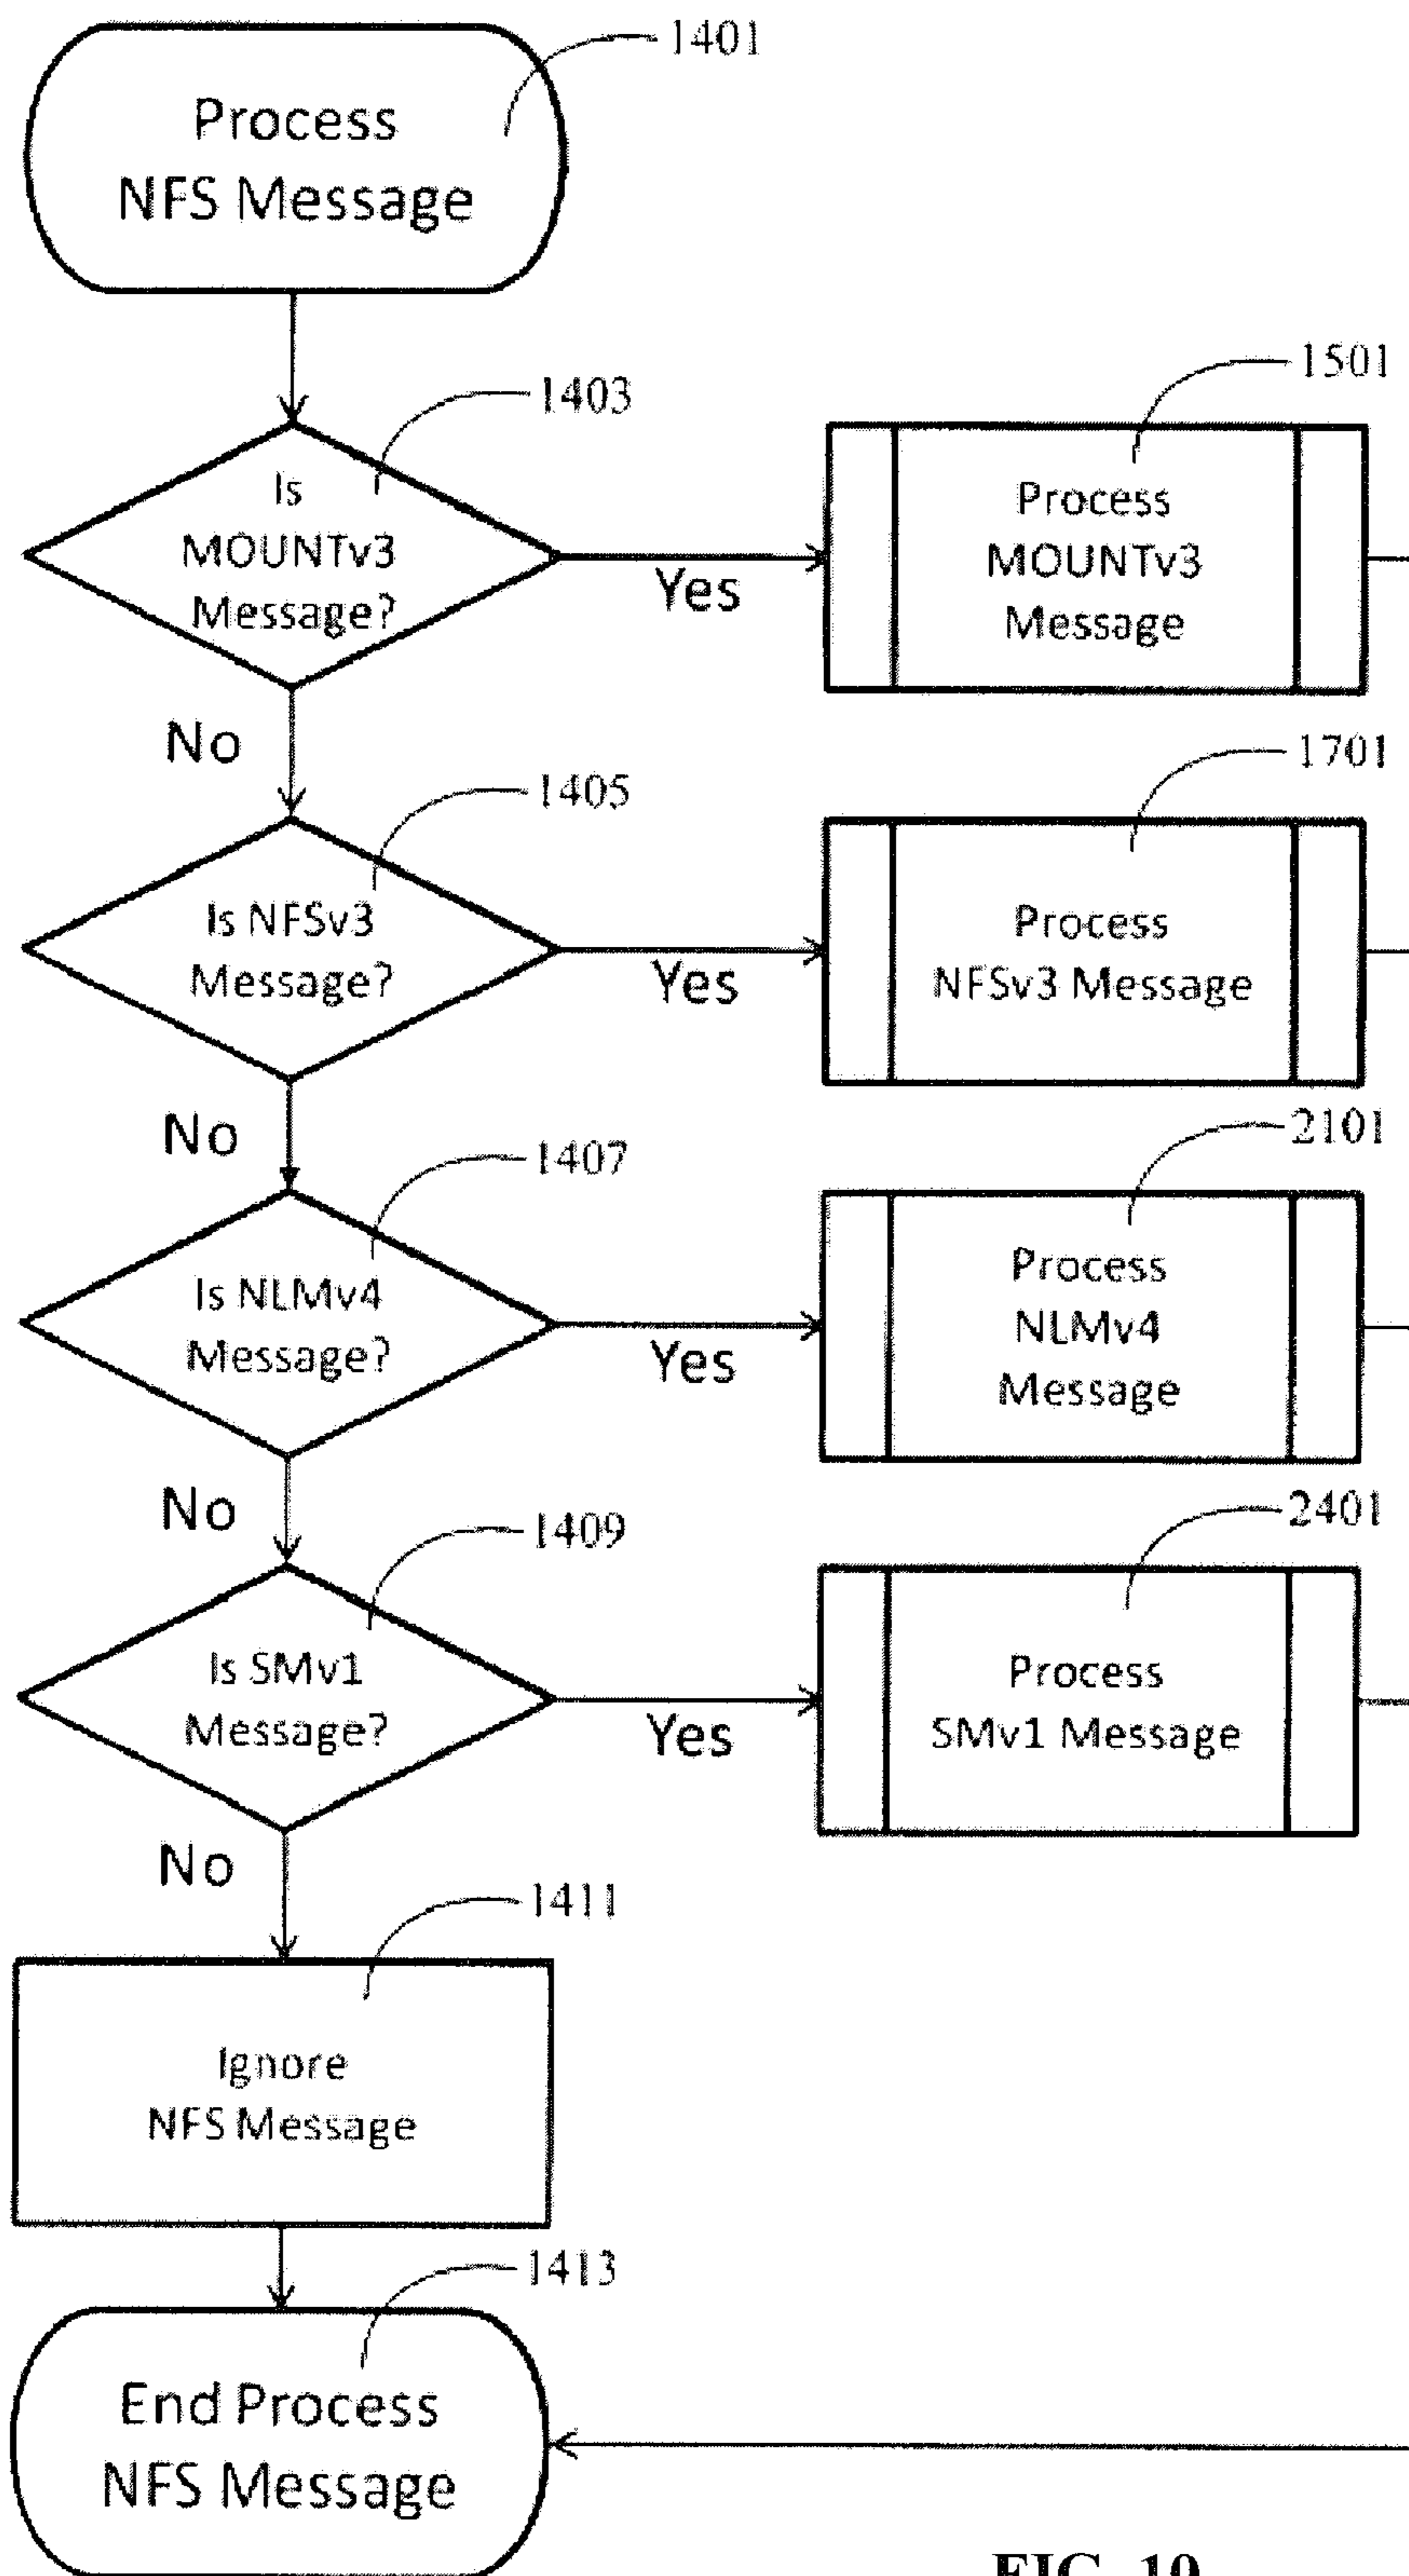 1401
Process
NFS Message
1403
Is
MOUNTv3
Message?
Yes
1501
Process
MOUNTv3
Message
No
1405
Is NFSv3
Message?
Yes
1701
Process
NFSv3 Message
No
1407
Is NLMv4
Message?
Yes
2101
Process
NLMv4
Message
No
1409
Is SMv1
Message?
Yes
2401
Process
SMv1 Message
No
1411
Ignore
NFS Message
1413
End Process
NFS Message
FIG. 10